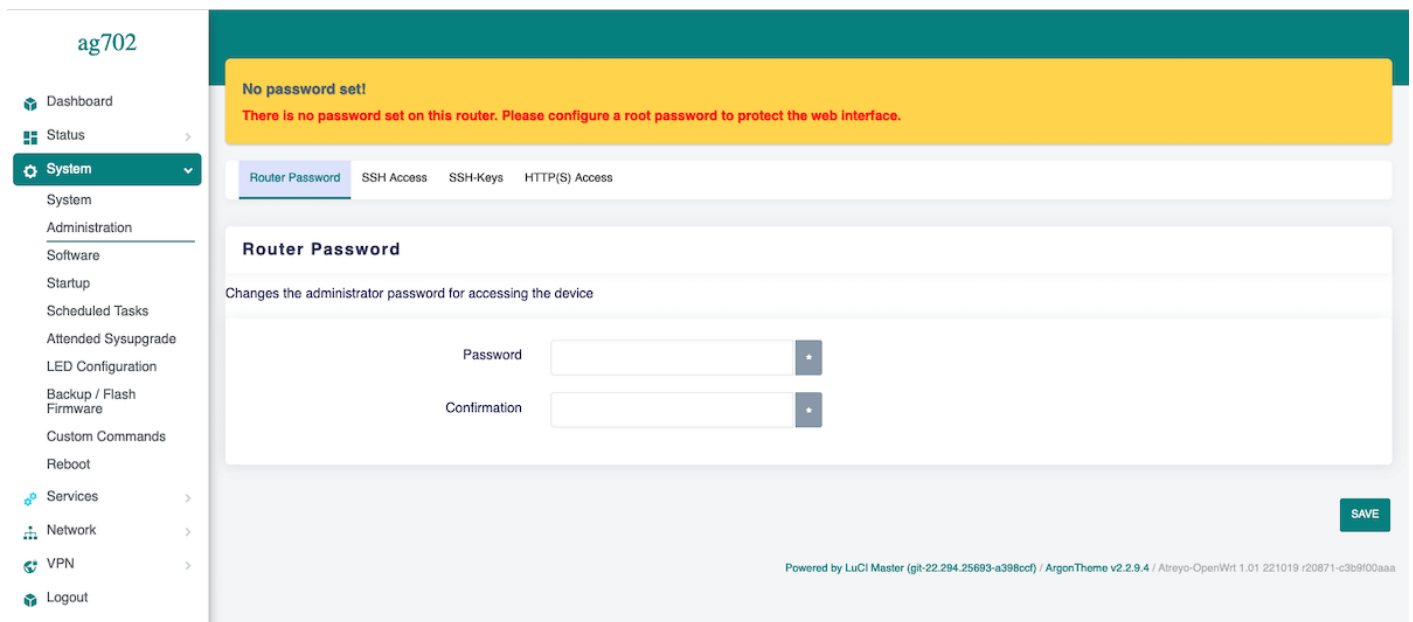 ag702
Dashboard
Status
System
System
Administration
Software
Startup
Scheduled Tasks
Attended Sysupgrade
LED Configuration
Backup / Flash
Firmware
Custom Commands
Reboot
Services
Network
VPN
Logout
No password set!
There is no password set on this router. Please configure a root password to protect the web interface.
Router Password SSH Access SSH-Keys HTTP(S) Access
Router Password
Changes the administrator password for accessing the device
Password *
Confirmation *
SAVE
Powered by LuCI Master (git-22.294.25693-a398ccf) / ArgonTheme v2.2.9.4 / Atreyo-OpenWrt 1.01 221019 r20871-c3b9f00aaa